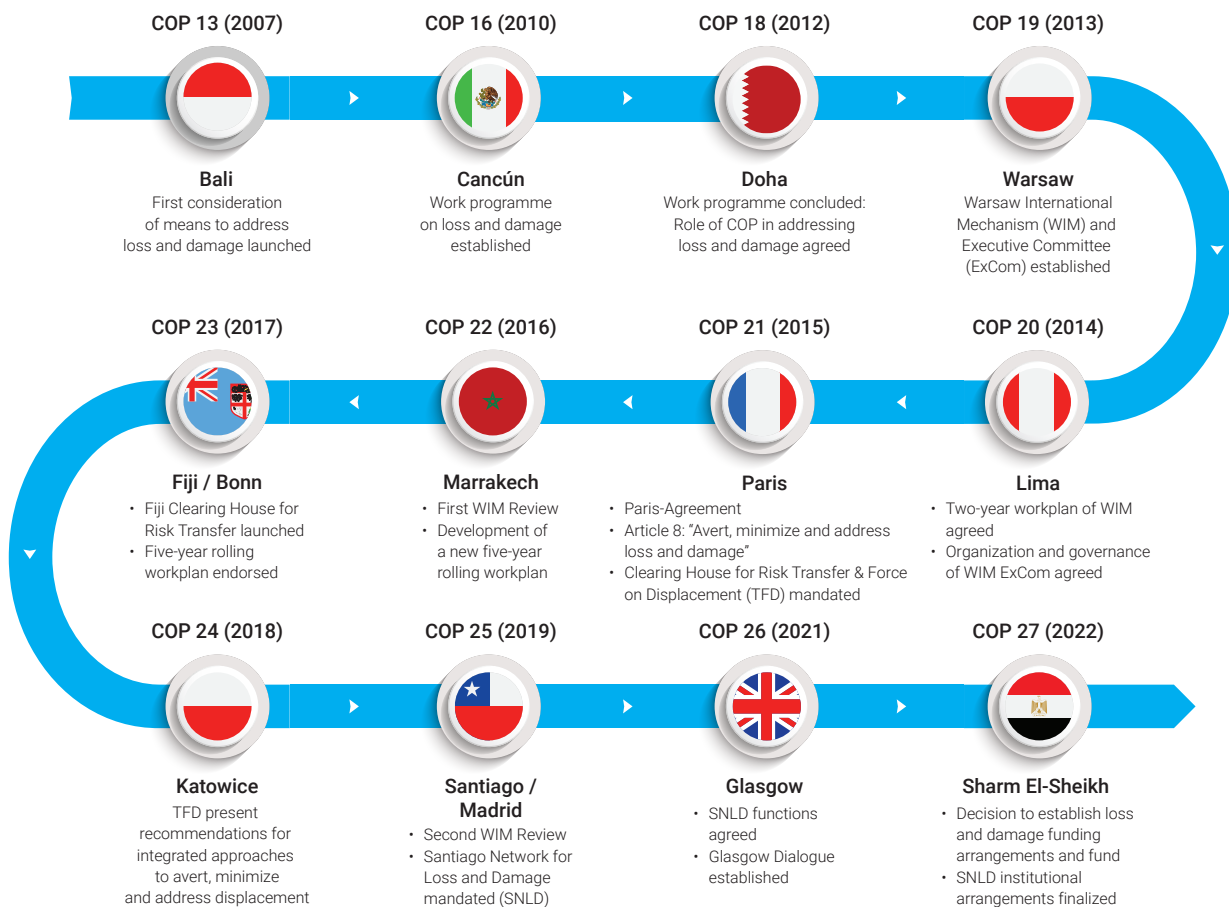 COP 13 (2007)
Bali
First consideration
of means to address
loss and damage launched
COP 16 (2010)
Cancún
Work programme
on loss and damage
established
COP 18 (2012)
Doha
Work programme concluded:
Role of COP in addressing
loss and damage agreed
COP 19 (2013)
Warsaw
Warsaw International
Mechanism (WIM) and
Executive Committee
(ExCom) established
COP 20 (2014)
Lima
• Two-year workplan of WIM
agreed
• Organization and governance
of WIM ExCom agreed
COP 21 (2015)
Paris
• Paris-Agreement
• Article 8: “Avert, minimize and address
loss and damage”
• Clearing House for Risk Transfer & Force
on Displacement (TFD) mandated
COP 22 (2016)
Marrakech
• First WIM Review
• Development of
a new five-year
rolling workplan
COP 23 (2017)
Fiji / Bonn
• Fiji Clearing House for
Risk Transfer launched
• Five-year rolling
workplan endorsed
COP 24 (2018)
Katowice
TFD present
recommendations for
integrated approaches
to avert, minimize
and address displacement
COP 25 (2019)
Santiago /
Madrid
• Second WIM Review
• Santiago Network for
Loss and Damage
mandated (SNLD)
COP 26 (2021)
Glasgow
• SNLD functions
agreed
• Glasgow Dialogue
established
COP 27 (2022)
Sharm El-Sheikh
• Decision to establish loss
and damage funding
arrangements and fund
• SNLD institutional
arrangements finalized